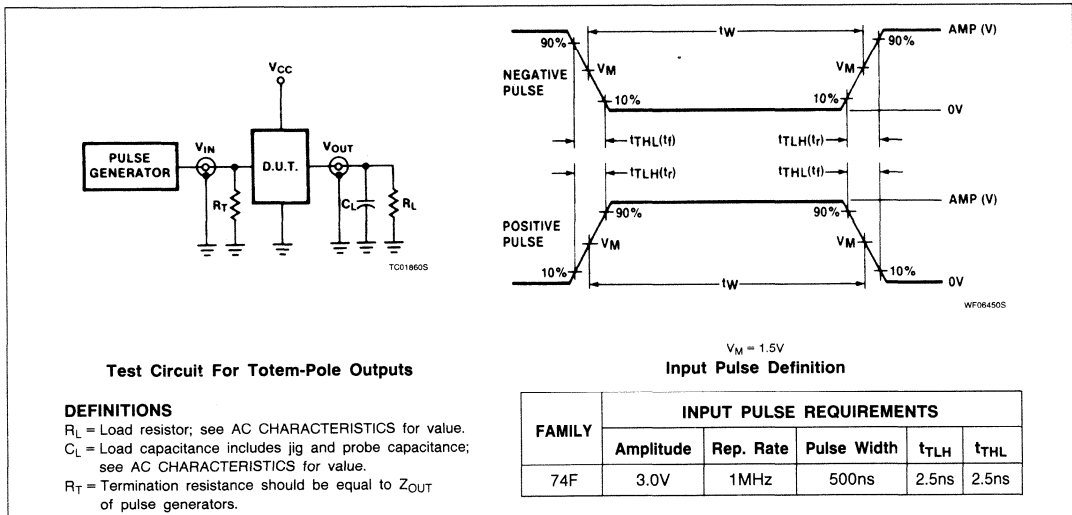 VCC
PULSE
GENERATOR
VIN
D.U.T.
VOUT
RT
CL
RL
TC01860S
Test Circuit For Totem-Pole Outputs
DEFINITIONS
RL = Load resistor; see AC CHARACTERISTICS for value.
CL = Load capacitance includes jig and probe capacitance;
see AC CHARACTERISTICS for value.
RT = Termination resistance should be equal to ZOUT
of pulse generators.
90%
tW
90%
AMP (V)
NEGATIVE
PULSE
VM
VM
10%
10%
0V
tTHL(tf)
tTLH(tr)
tTLH(tr)
tTHL(tf)
AMP (V)
90%
90%
POSITIVE
PULSE
VM
VM
10%
10%
tW
0V
WF06450S
VM = 1.5V
Input Pulse Definition
FAMILY
INPUT PULSE REQUIREMENTS
Amplitude Rep. Rate Pulse Width tTLH tTHL
74F 3.0V 1MHz 500ns 2.5ns 2.5ns